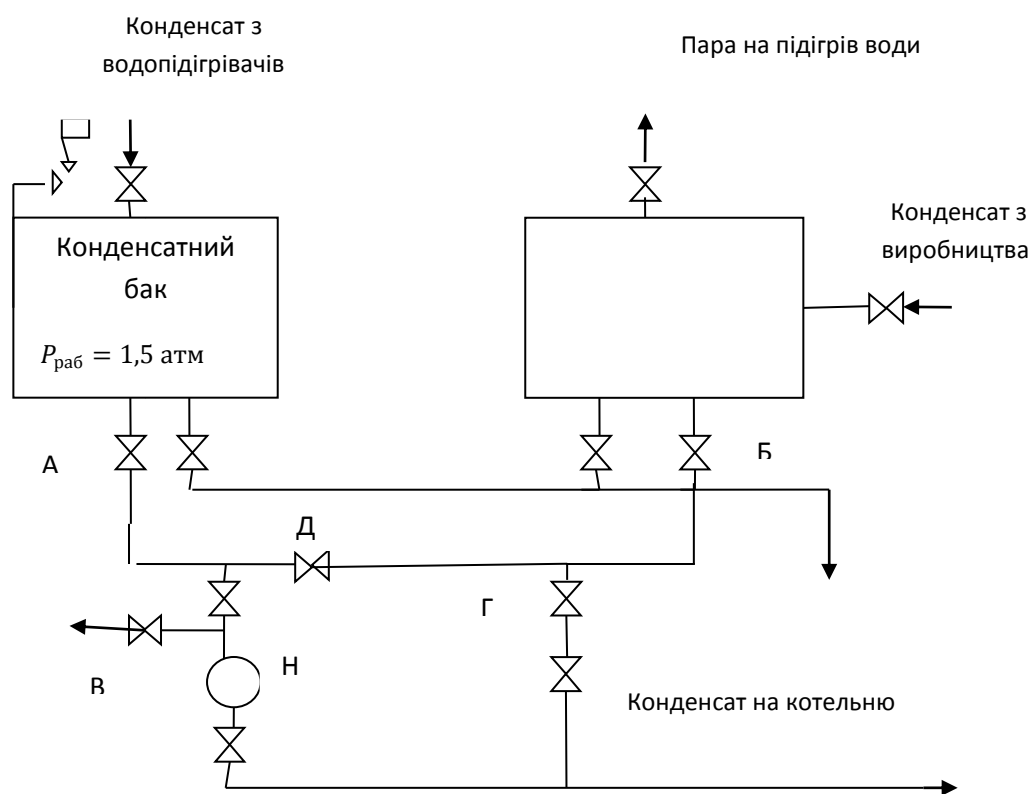 Конденсат з
водопідігрівачів
Пара на підігрів води
Конденсат з
виробництва
Конденсатний
бак
Pраб = 1,5 атм
А
Б
Д
Г
В
Н
Конденсат на котельню